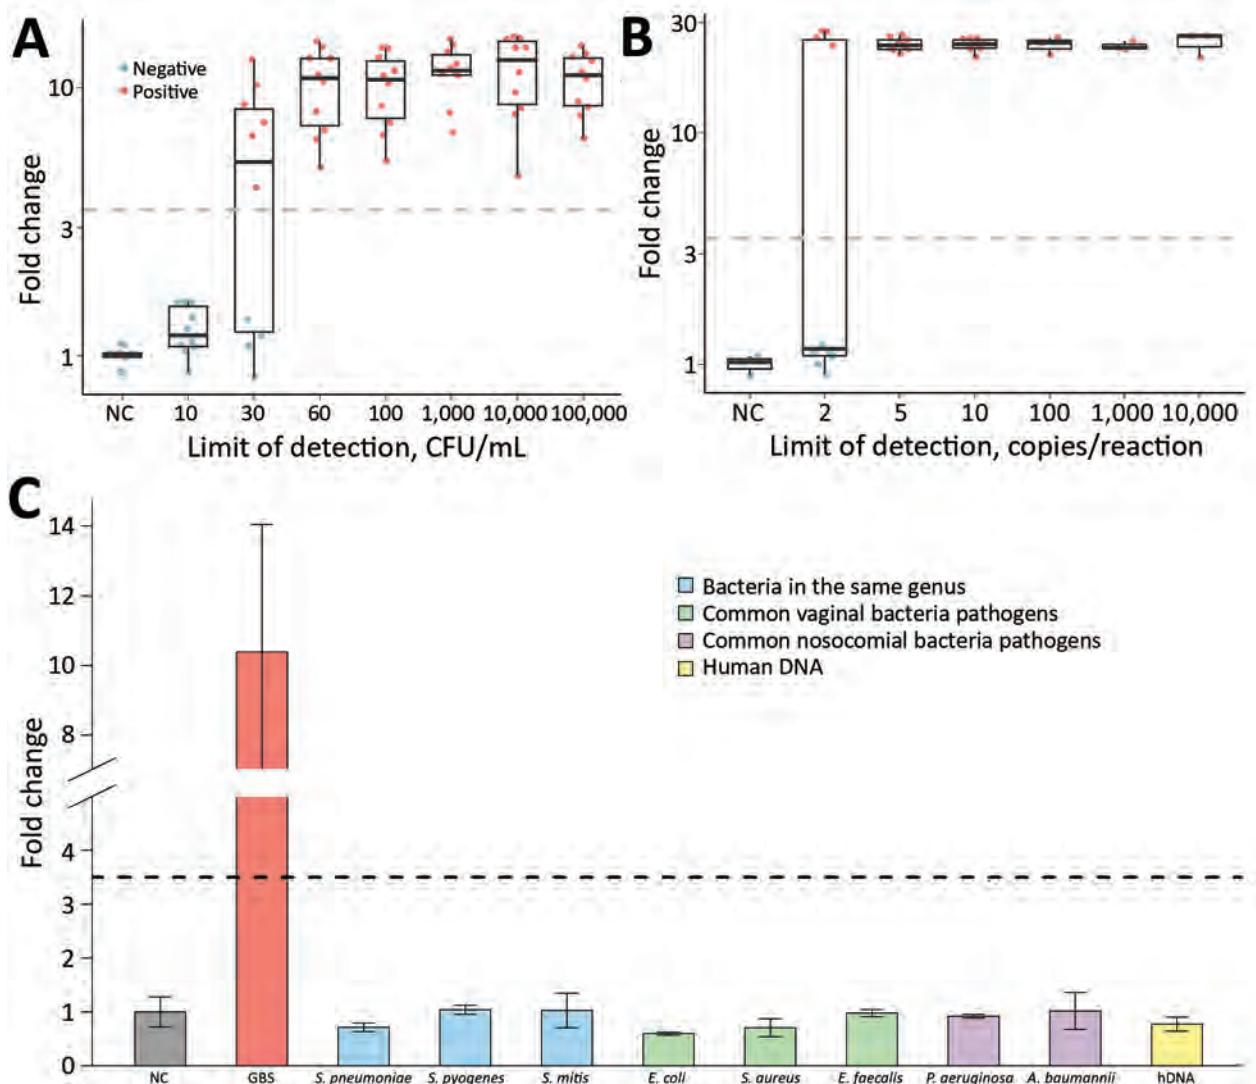 A
Negative
Positive
10
3
1
Fold change
NC 10 30 60 100 1,000 10,000 100,000
Limit of detection, CFU/mL
B
30
10
3
1
Fold change
NC 2 5 10 100 1,000 10,000
Limit of detection, copies/reaction
C
14
12
10
8
4
3
2
1
0
Fold change
Bacteria in the same genus
Common vaginal bacteria pathogens
Common nosocomial bacteria pathogens
Human DNA
NC GBS S. pneumoniae S. pyogenes S. mitis E. coli S. aureus E. faecalis P. aeruginosa A. baumannii hDNA